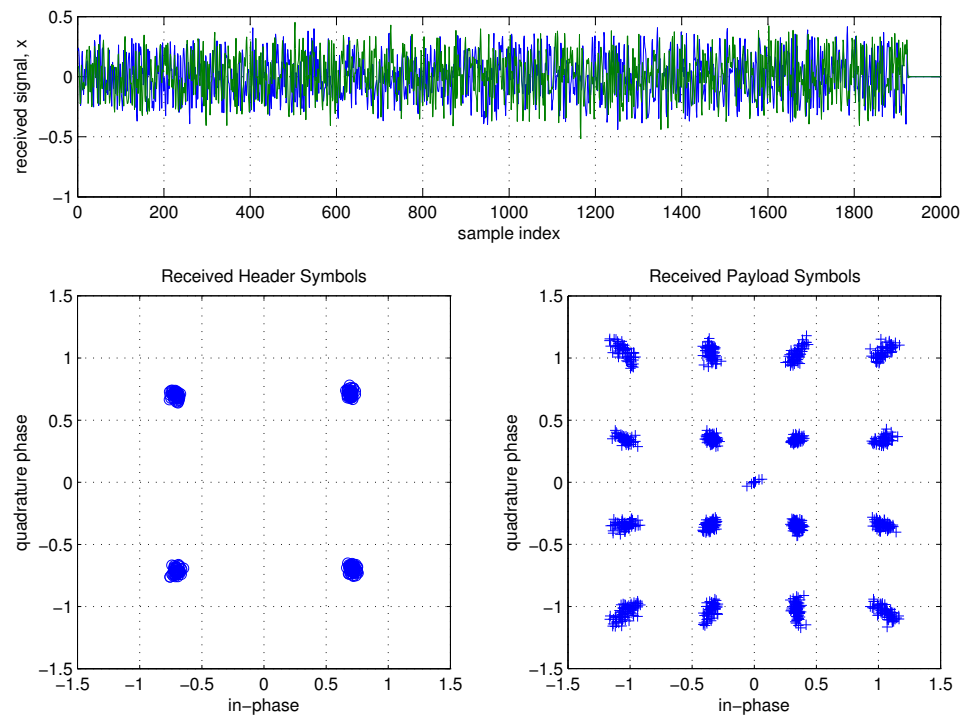 received signal, x
0.5
0
−0.5
−1
0 200 400 600 800 1000 1200 1400 1600 1800 2000
sample index
Received Header Symbols
quadrature phase
1.5
1
0.5
0
−0.5
−1
−1.5
−1.5 −1 −0.5 0 0.5 1 1.5
in−phase
Received Payload Symbols
quadrature phase
1.5
1
0.5
0
−0.5
−1
−1.5
−1.5 −1 −0.5 0 0.5 1 1.5
in−phase